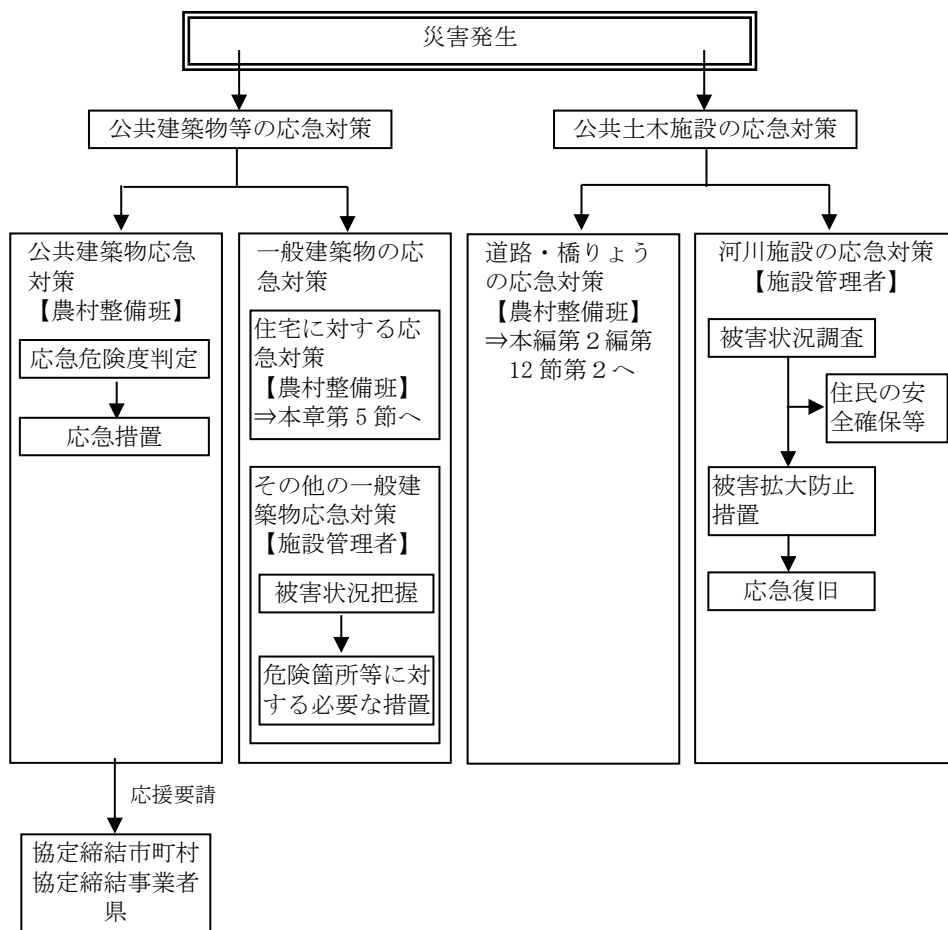 災害発生
公共建築物等の応急対策
公共土木施設の応急対策
公共建築物応急
対策
【農村整備班】
応急危険度判定
応急措置
一般建築物の応
急対策
住宅に対する応
急対策
【農村整備班】
⇒本章第5節へ
その他の一般建
築物応急対策
【施設管理者】
被害状況把握
危険箇所等に対
する必要な措置
道路・橋りょう
の応急対策
【農村整備班】
⇒本編第2編第
12節第2へ
河川施設の応急対策
【施設管理者】
被害状況調査
住民の安
全確保等
被害拡大防止
措置
応急復旧
応援要請
協定締結市町村
協定締結事業者
県